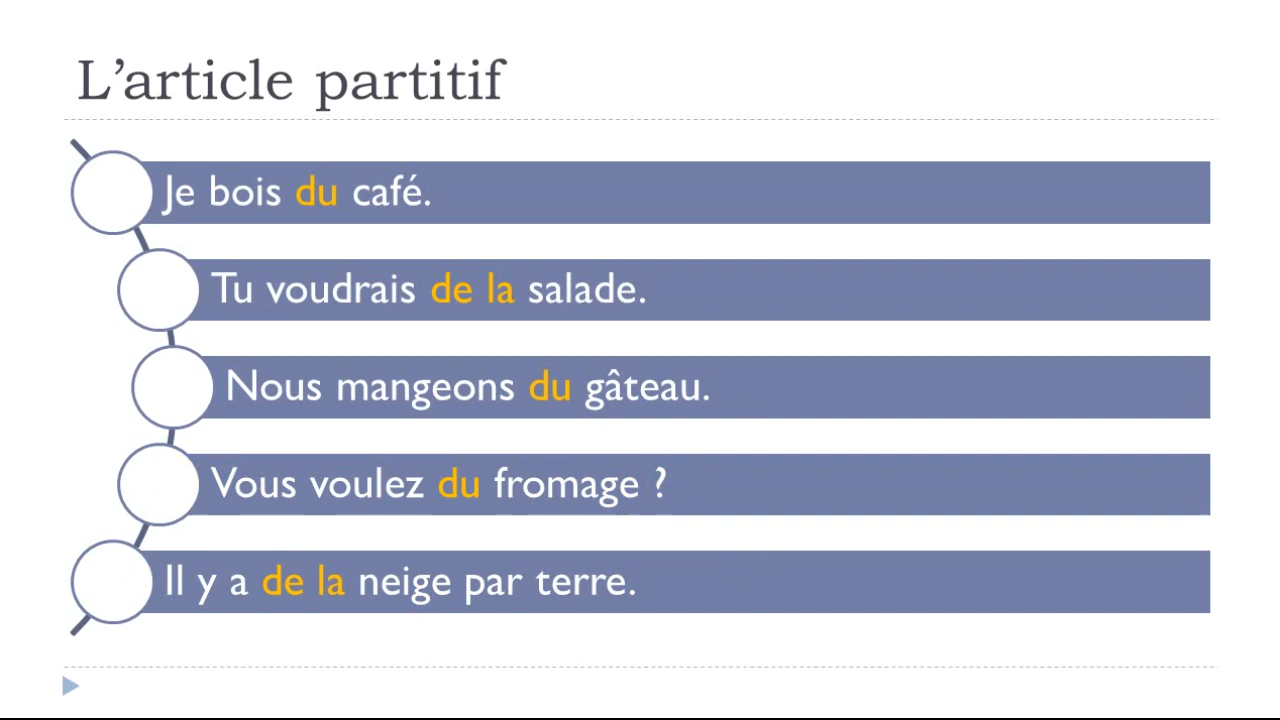 L’article partitif
Je bois du café.
Tu voudrais de la salade.
Nous mangeons du gâteau.
Vous voulez du fromage ?
Il y a de la neige par terre.